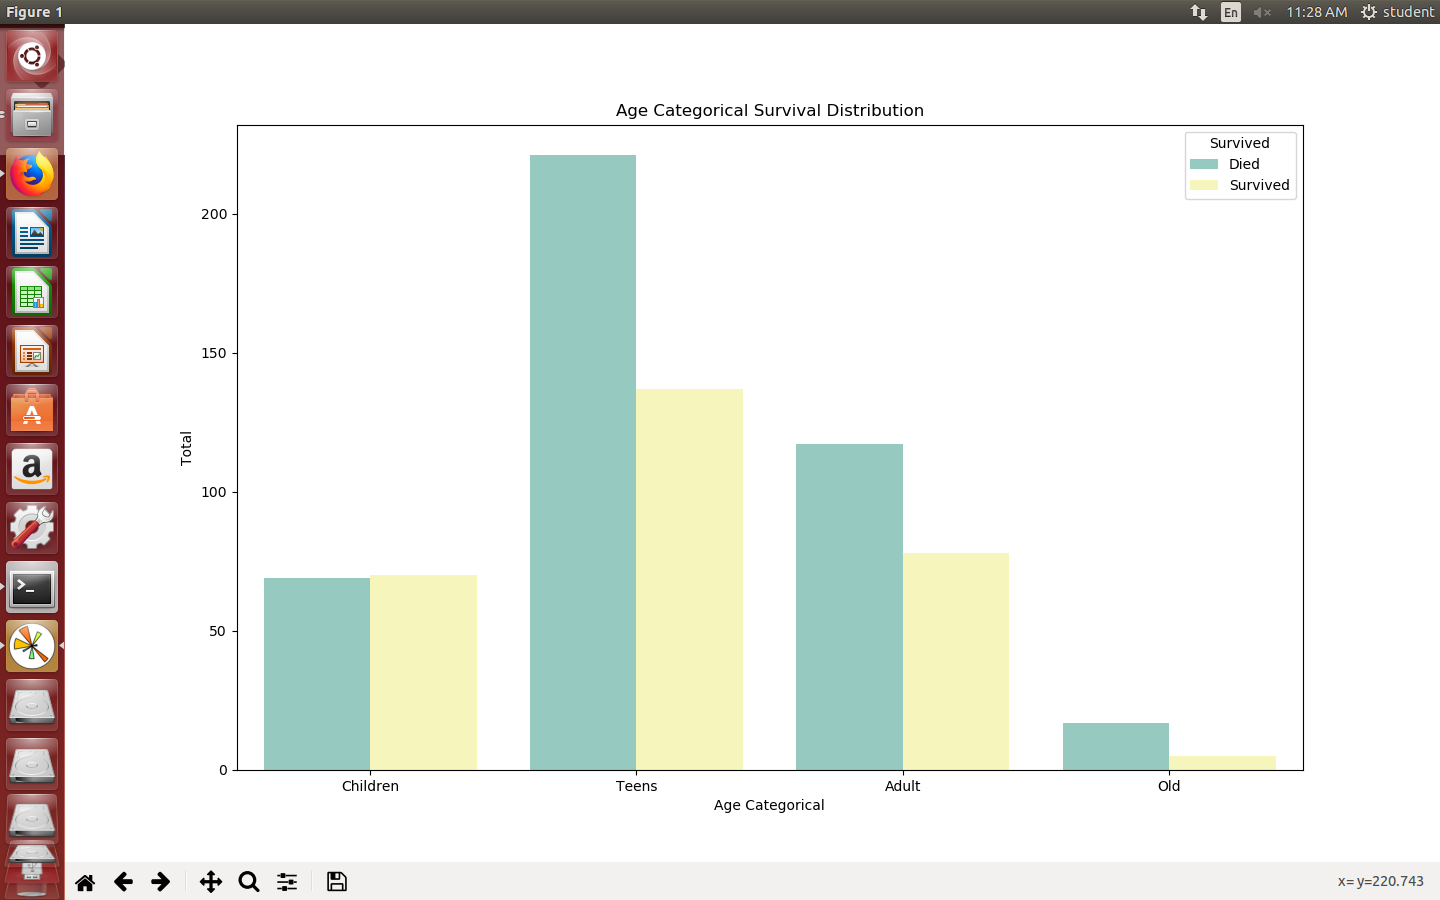 Figure 1
En
11:28 AM
student
Age Categorical Survival Distribution
Survived
Died
Survived
200
150
100
50
0
Total
Children
Teens
Adult
Old
Age Categorical
x= y=220.743